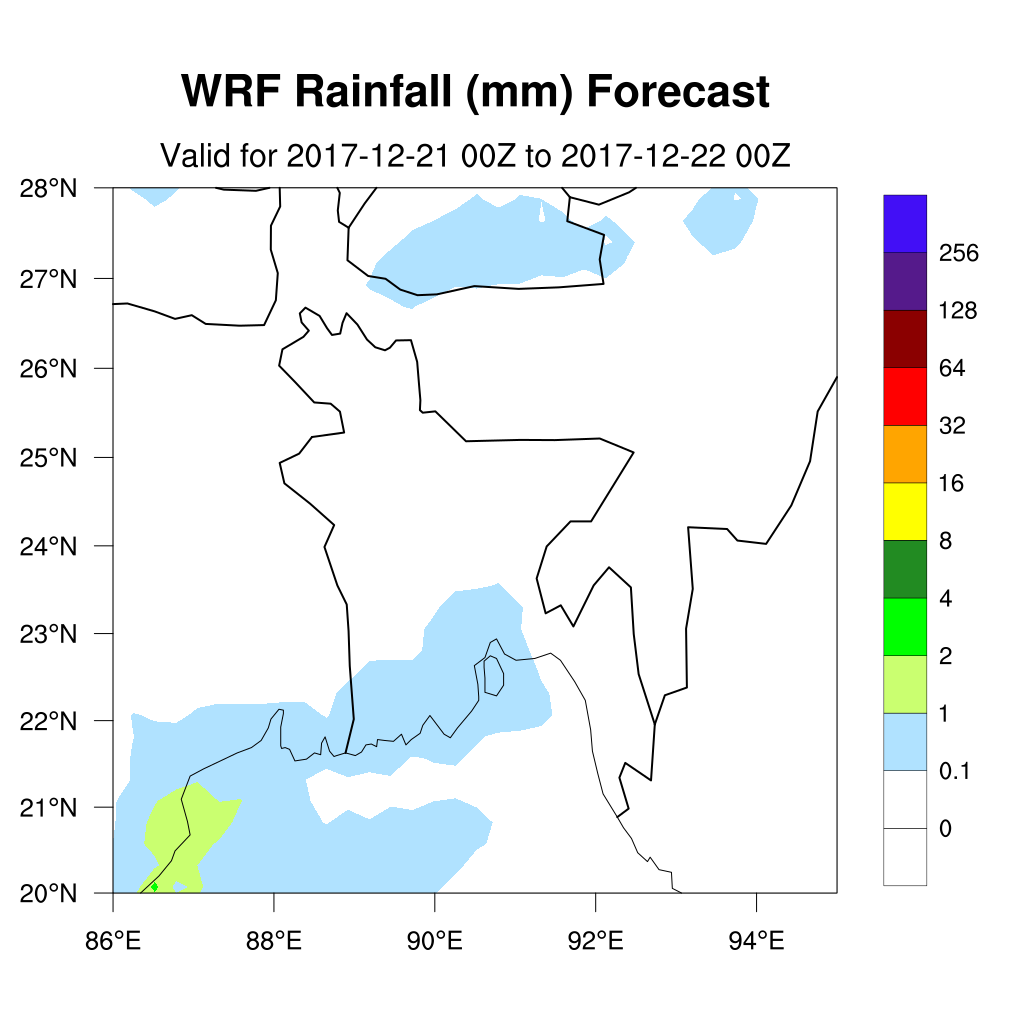 WRF Rainfall (mm) Forecast
Valid for 2017-12-21 00Z to 2017-12-22 00Z
28°N
27°N
26°N
25°N
24°N
23°N
22°N
21°N
20°N
86°E 88°E 90°E 92°E 94°E
256
128
64
32
16
8
4
2
1
0.1
0